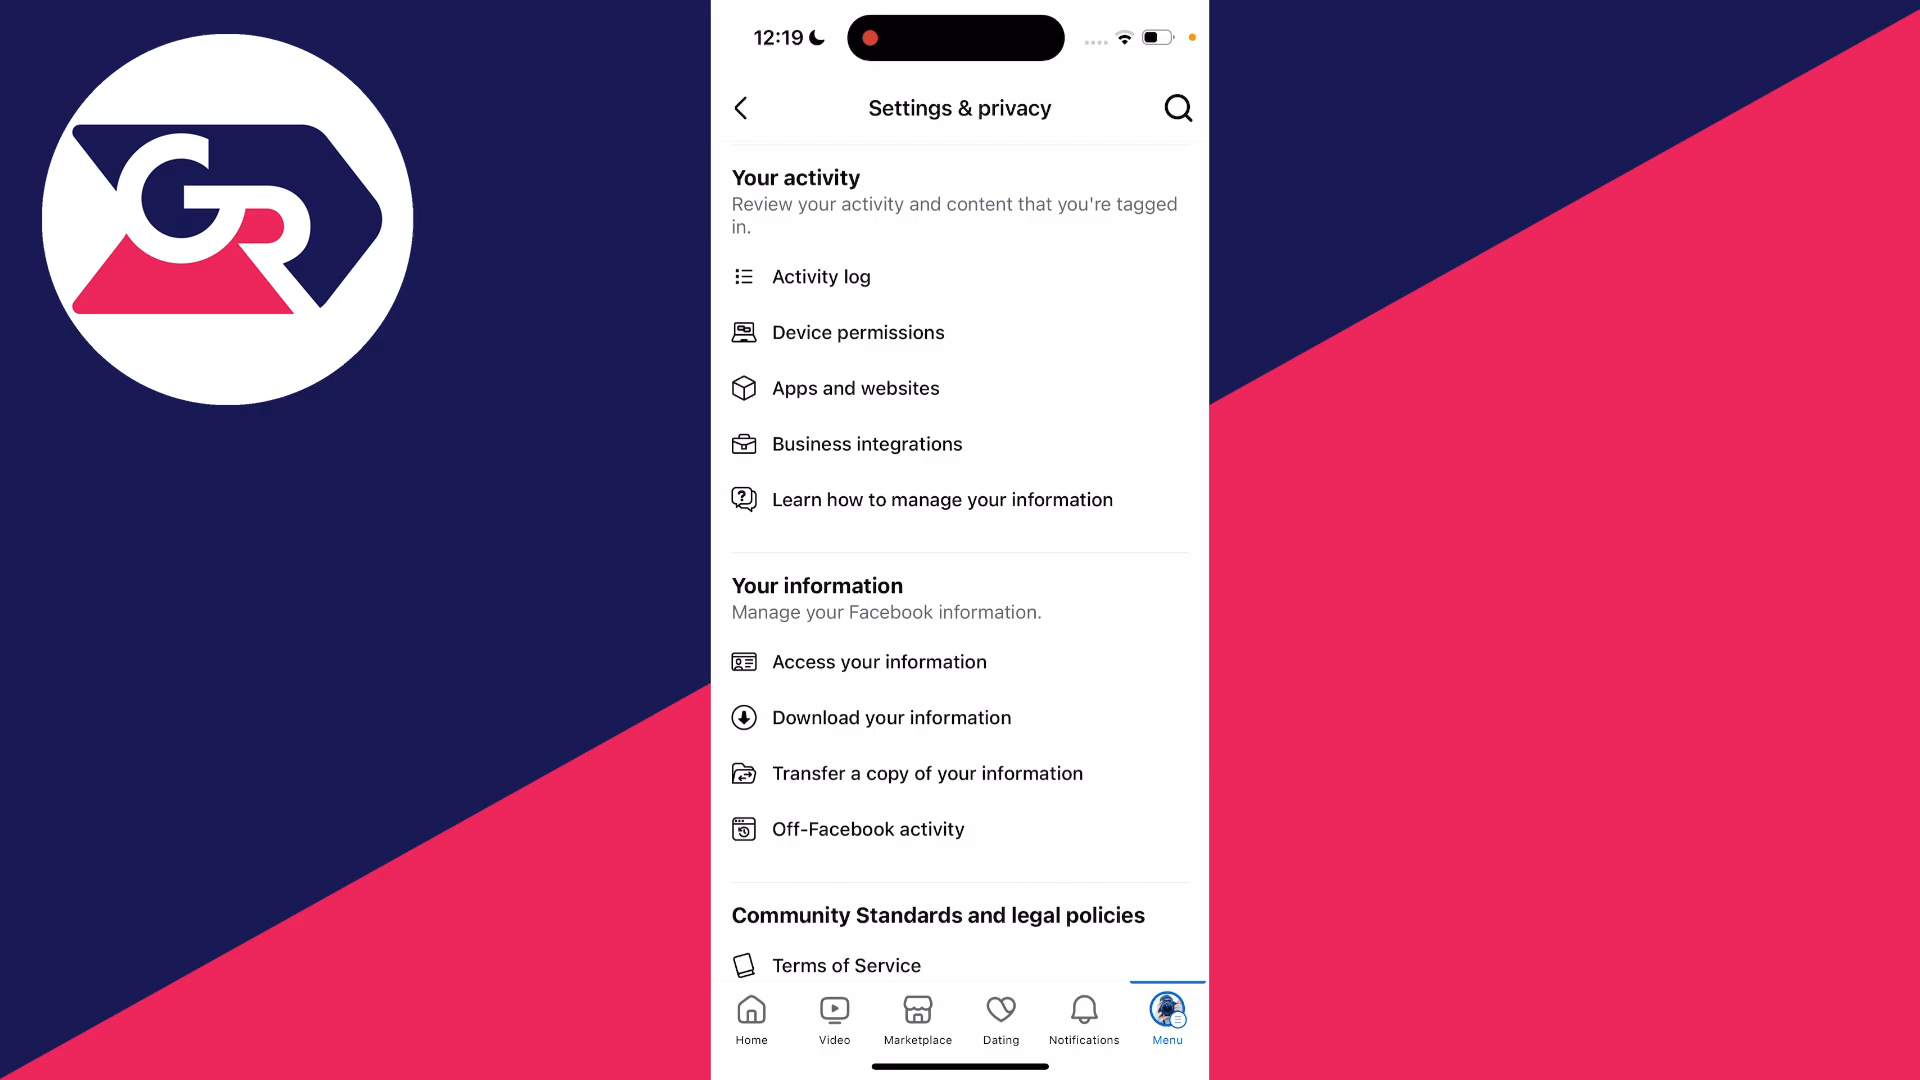 GR
12:19
Settings & privacy
Your activity
Review your activity and content that you're tagged
in.
Activity log
Device permissions
Apps and websites
Business integrations
Learn how to manage your information
Your information
Manage your Facebook information.
Access your information
Download your information
Transfer a copy of your information
Off-Facebook activity
Community Standards and legal policies
Terms of Service
Home
Video
Marketplace
Dating
Notifications
Menu